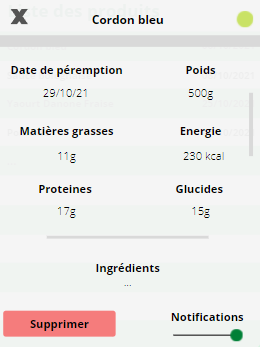 X Cordon bleu
Date de péremption Poids
29/10/21 500g
Matières grasses Energie
11g 230 kcal
Proteines Glucides
17g 15g
Ingrédients
...
Notifications
Supprimer